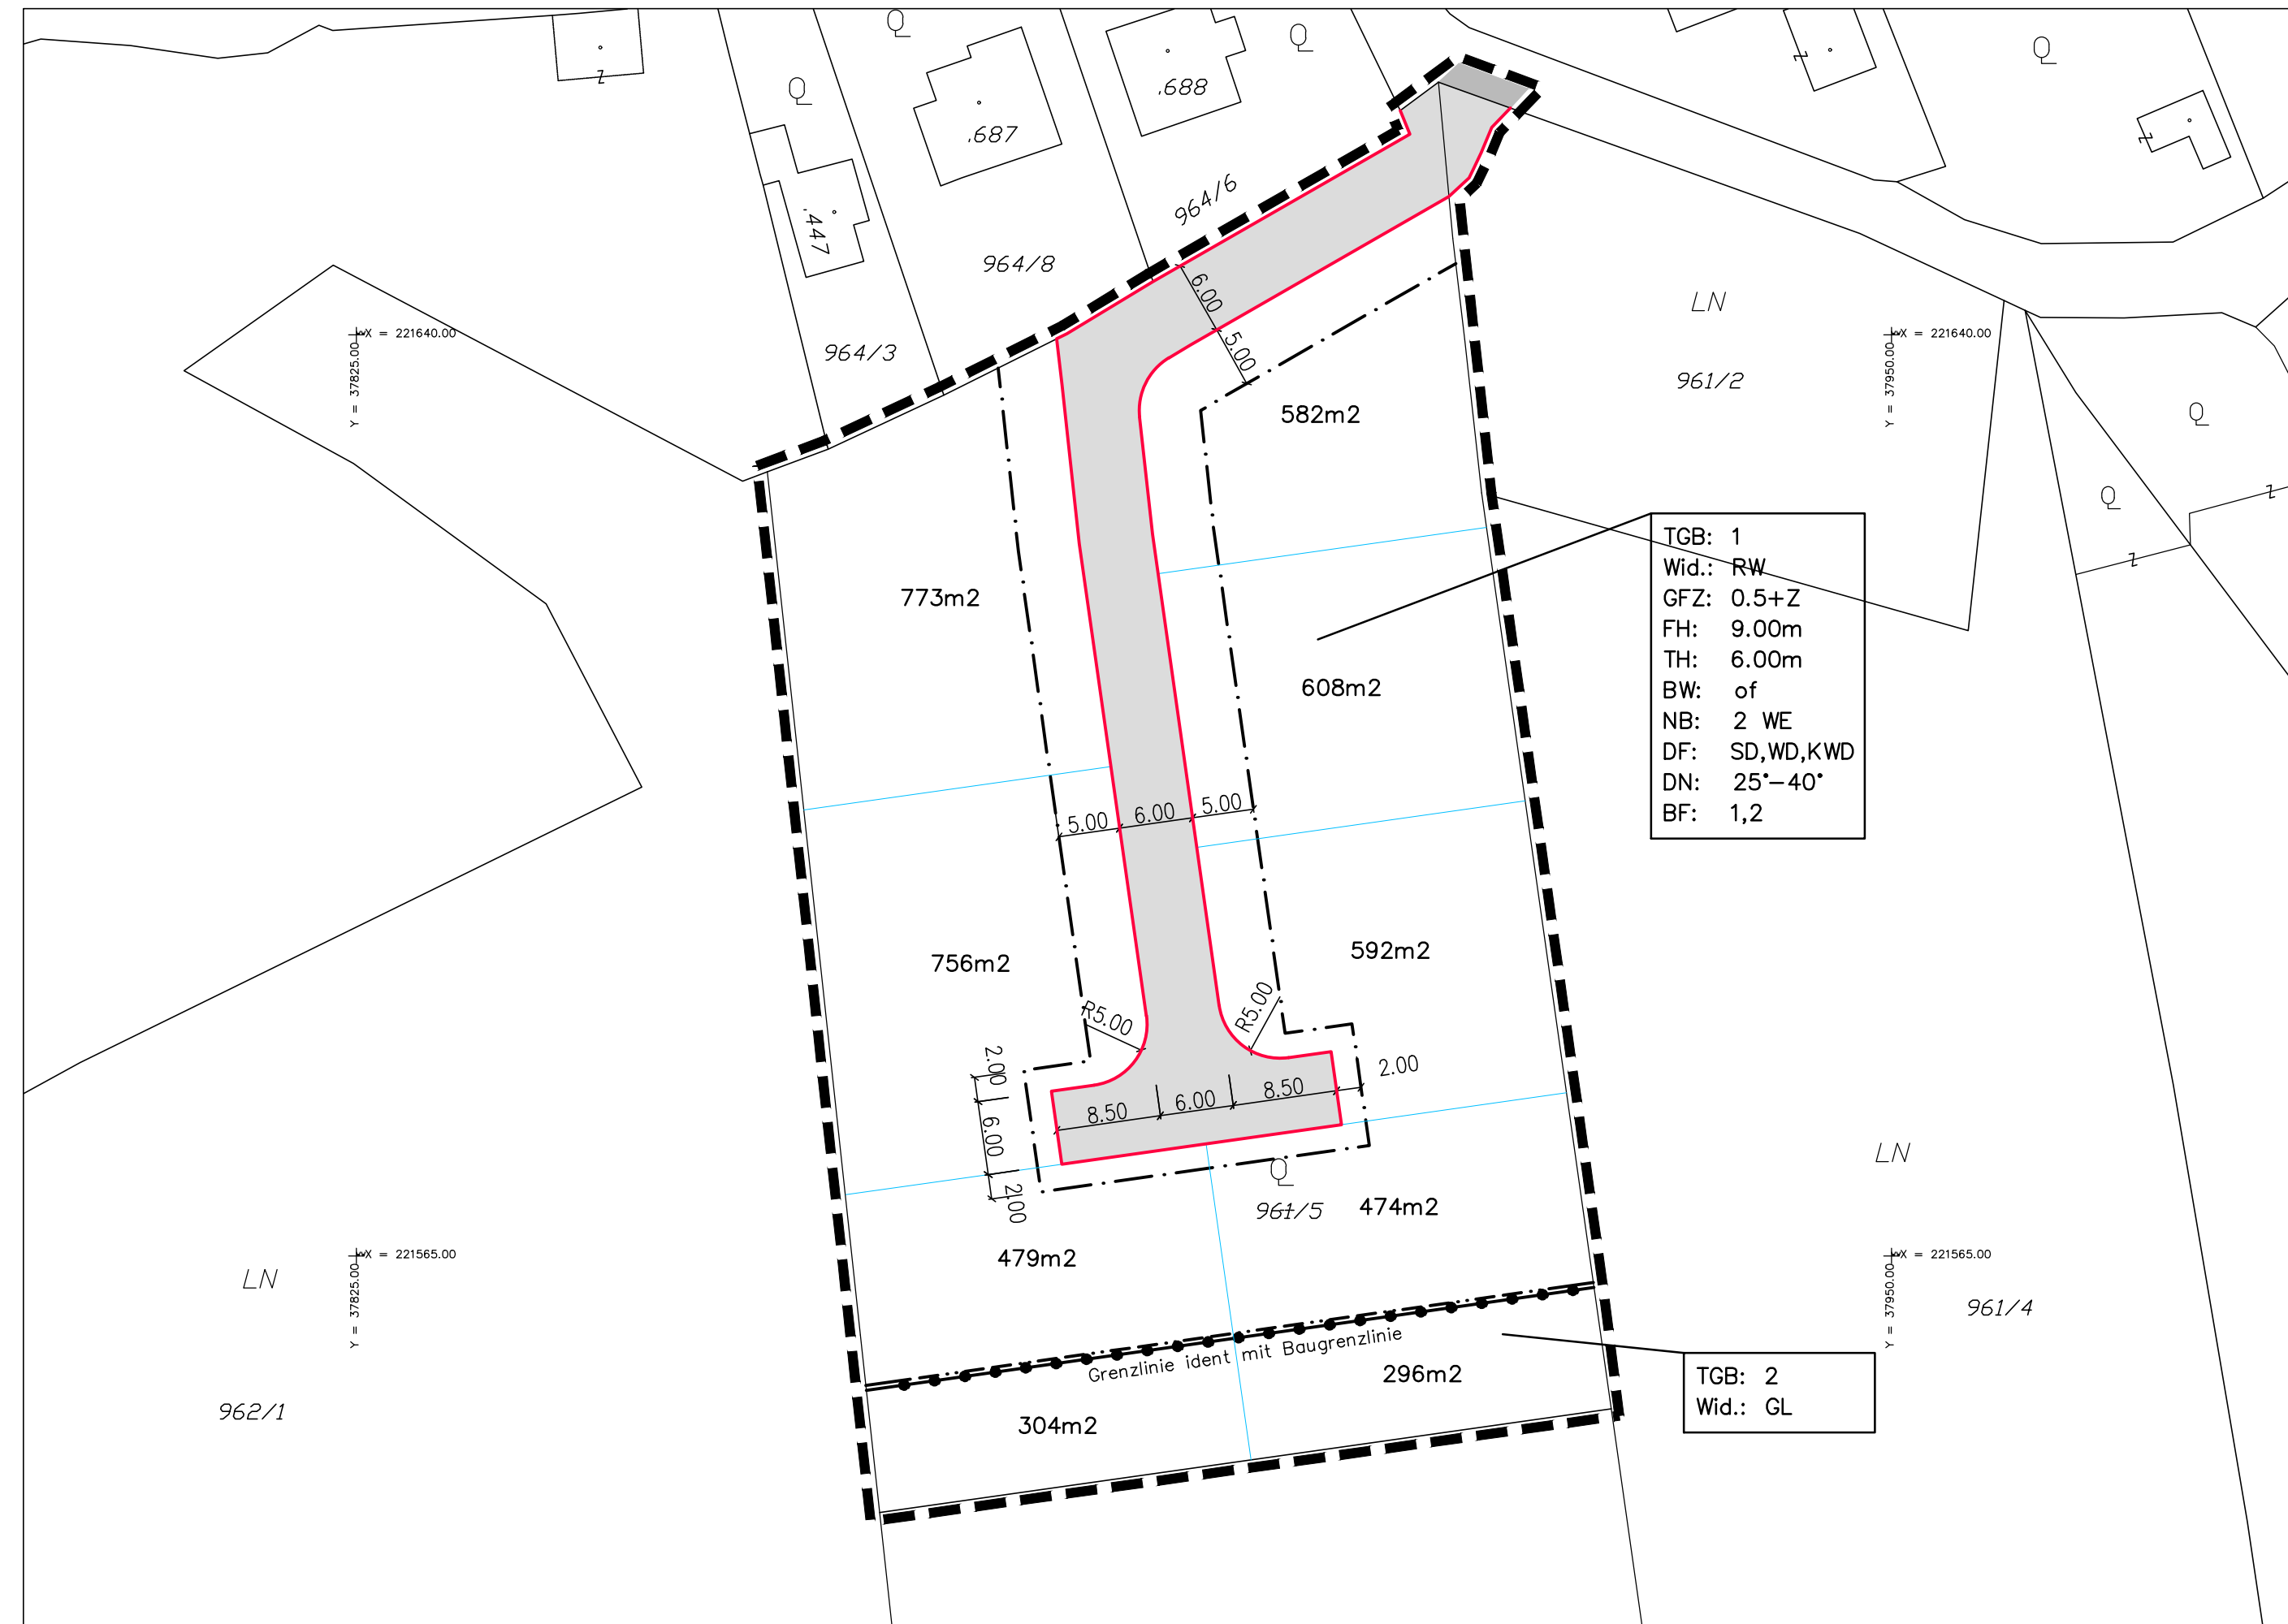 Q
Q
Q
Q
z
z
z
.687
.688
.447
964/6
964/8
964/3
LN
961/2
X = 221640.00
Y = 37825.00
X = 221640.00
Y = 37950.00
Q
Q
z
z
6.00
5.00
582m2
773m2
608m2
TGB: 1
Wid.: RW
GFZ: 0.5+Z
FH: 9.00m
TH: 6.00m
BW: of
NB: 2 WE
DF: SD,WD,KWD
DN: 25°–40°
BF: 1,2
5.00
6.00
5.00
756m2
592m2
R5.00
R5.00
2.00
6.00
2.00
8.50
6.00
8.50
2.00
Q
961/5
474m2
479m2
LN
LN
X = 221565.00
Y = 37825.00
X = 221565.00
Y = 37950.00
961/4
962/1
Grenzlinie ident mit Baugrenzlinie
296m2
304m2
TGB: 2
Wid.: GL